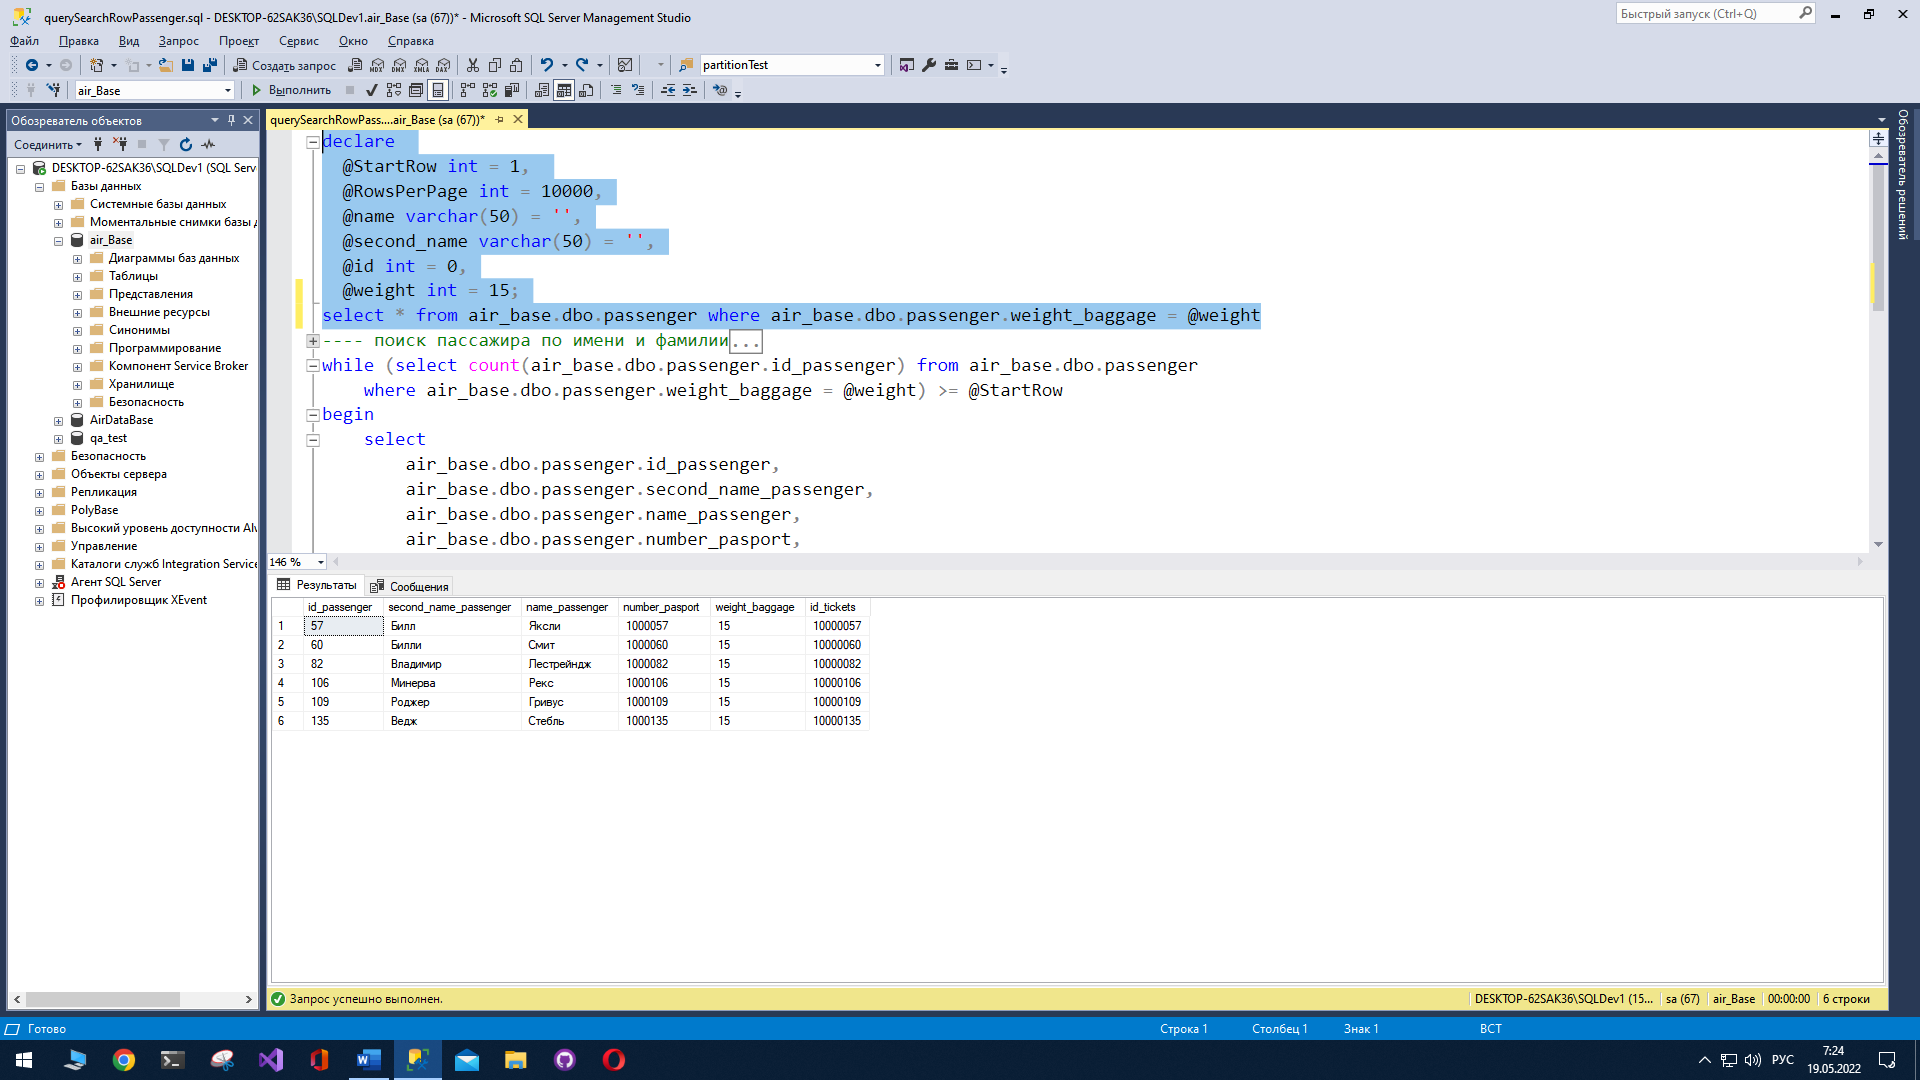 querySearchRowPassenger.sql - DESKTOP-62SAK36\SQLDev1.air_Base (sa (67))* - Microsoft SQL Server Management Studio
Быстрый запуск (Ctrl+Q)
Файл Правка Вид Запрос Проект Сервис Окно Справка
Создать запрос MDX DMX XMLA DAX partitionTest
air_Base Выполнить
Обозреватель объектов
querySearchRowPass....air_Base (sa (67))*
Обозреватель решений
Соединить
DESKTOP-62SAK36\SQLDev1 (SQL Serv
Базы данных
Системные базы данных
Моментальные снимки базы д
air_Base
Диаграммы баз данных
Таблицы
Представления
Внешние ресурсы
Синонимы
Программирование
Компонент Service Broker
Хранилище
Безопасность
AirDataBase
qa_test
Безопасность
Объекты сервера
Репликация
PolyBase
Высокий уровень доступности Alw
Управление
Каталоги служб Integration Service
Агент SQL Server
Профилировщик XEvent
declare
@StartRow int = 1,
@RowsPerPage int = 10000,
@name varchar(50) = '',
@second_name varchar(50) = '',
@id int = 0,
@weight int = 15;
select * from air_base.dbo.passenger where air_base.dbo.passenger.weight_baggage = @weight
---- поиск пассажира по имени и фамилии...
while (select count(air_base.dbo.passenger.id_passenger) from air_base.dbo.passenger
where air_base.dbo.passenger.weight_baggage = @weight) >= @StartRow
begin
select
air_base.dbo.passenger.id_passenger,
air_base.dbo.passenger.second_name_passenger,
air_base.dbo.passenger.name_passenger,
air_base.dbo.passenger.number_pasport,
146 %
Результаты Сообщения
id_passenger second_name_passenger name_passenger number_pasport weight_baggage id_tickets
1 57 Билл Яксли 1000057 15 10000057
2 60 Билли Смит 1000060 15 10000060
3 82 Владимир Лестрейндж 1000082 15 10000082
4 106 Минерва Рекс 1000106 15 10000106
5 109 Роджер Гривус 1000109 15 10000109
6 135 Ведж Стебль 1000135 15 10000135
Запрос успешно выполнен. DESKTOP-62SAK36\SQLDev1 (15... sa (67) air_Base 00:00:00 6 строки
Готово Строка 1 Столбец 1 Знак 1 ВСТ
РУС
7:24
19.05.2022